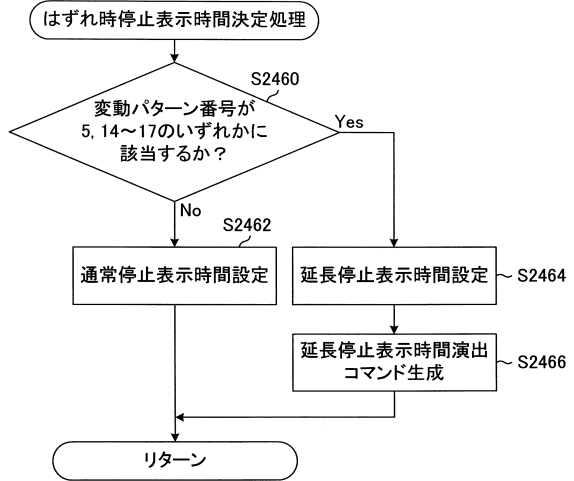 はずれ時停止表示時間決定処理
S2460
変動パターン番号が
5, 14～17のいずれかに
該当するか？
Yes
No
S2462
通常停止表示時間設定
延長停止表示時間設定
S2464
延長停止表示時間演出
コマンド生成
S2466
リターン